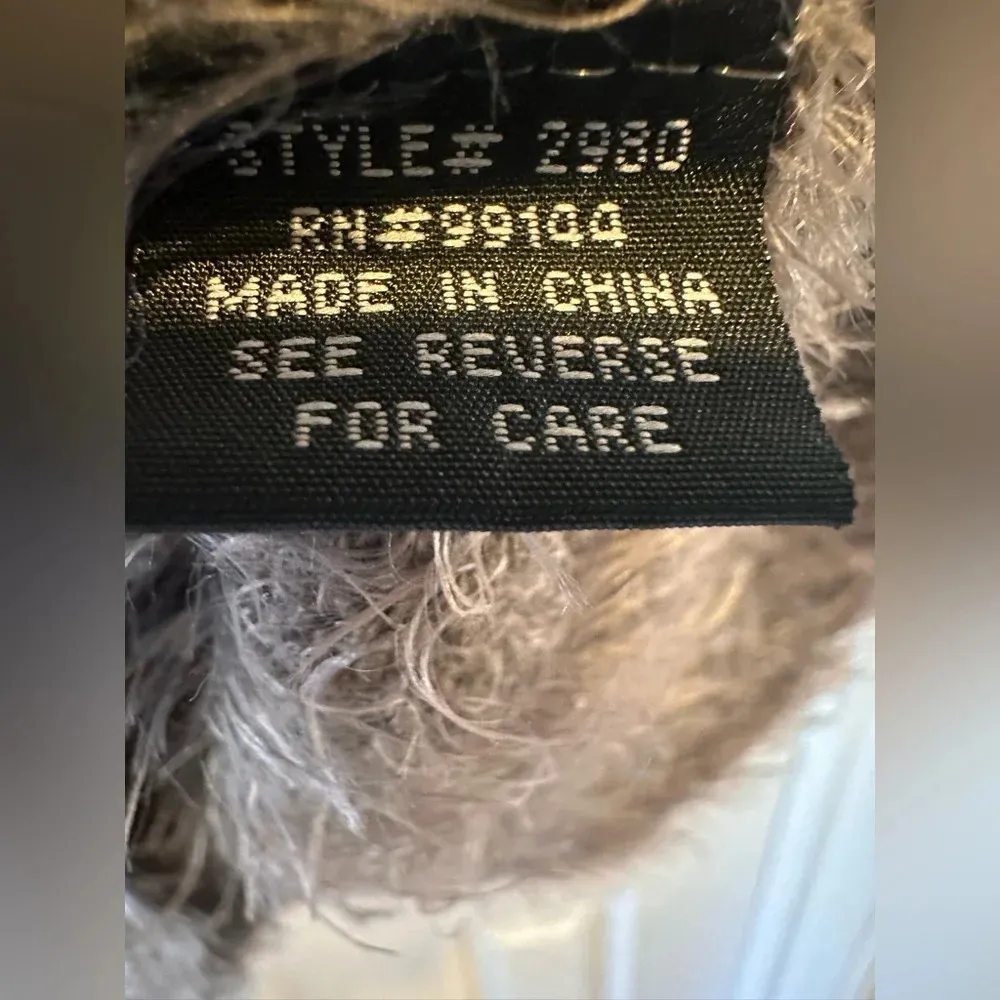 STYLE# 2980
RN#99144
MADE IN CHINA
SEE REVERSE
FOR CARE